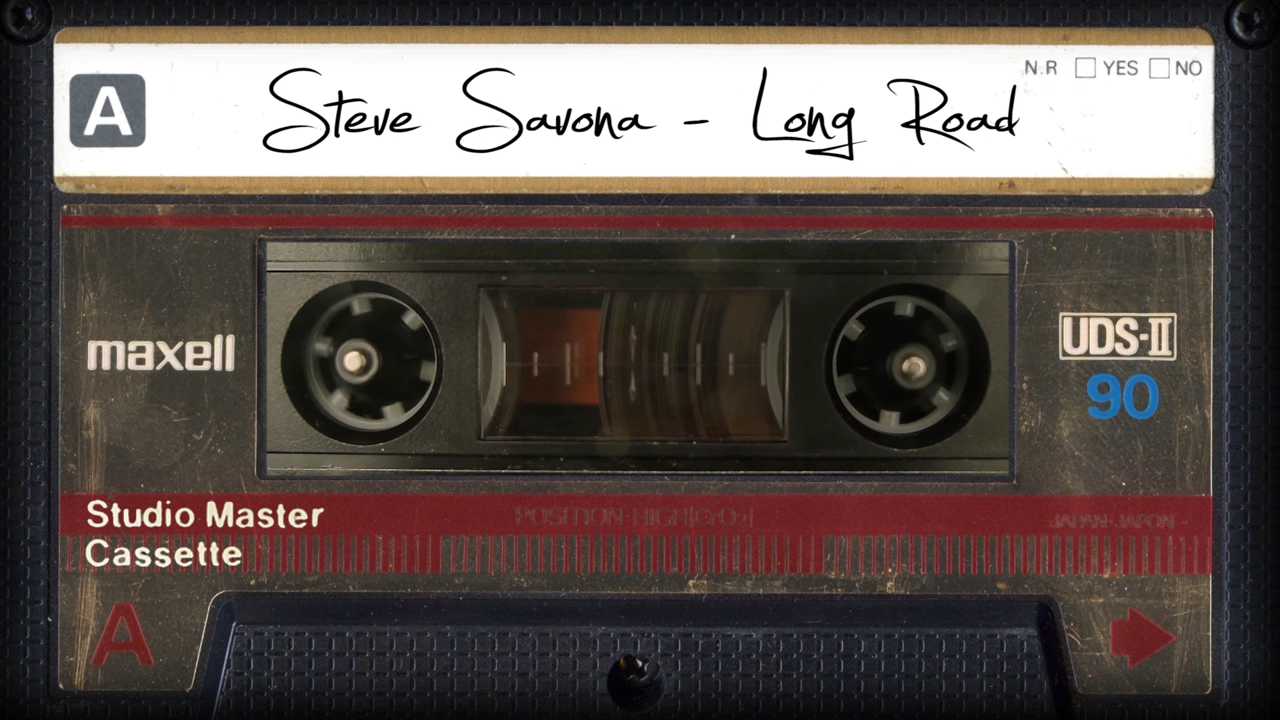 N.R □ YES □ NO
A Steve Savona - Long Road
maxell
UDS-II
90
Studio Master
POSITION-HIGH(CrO2)
JAPAN-JAPON
Cassette
A